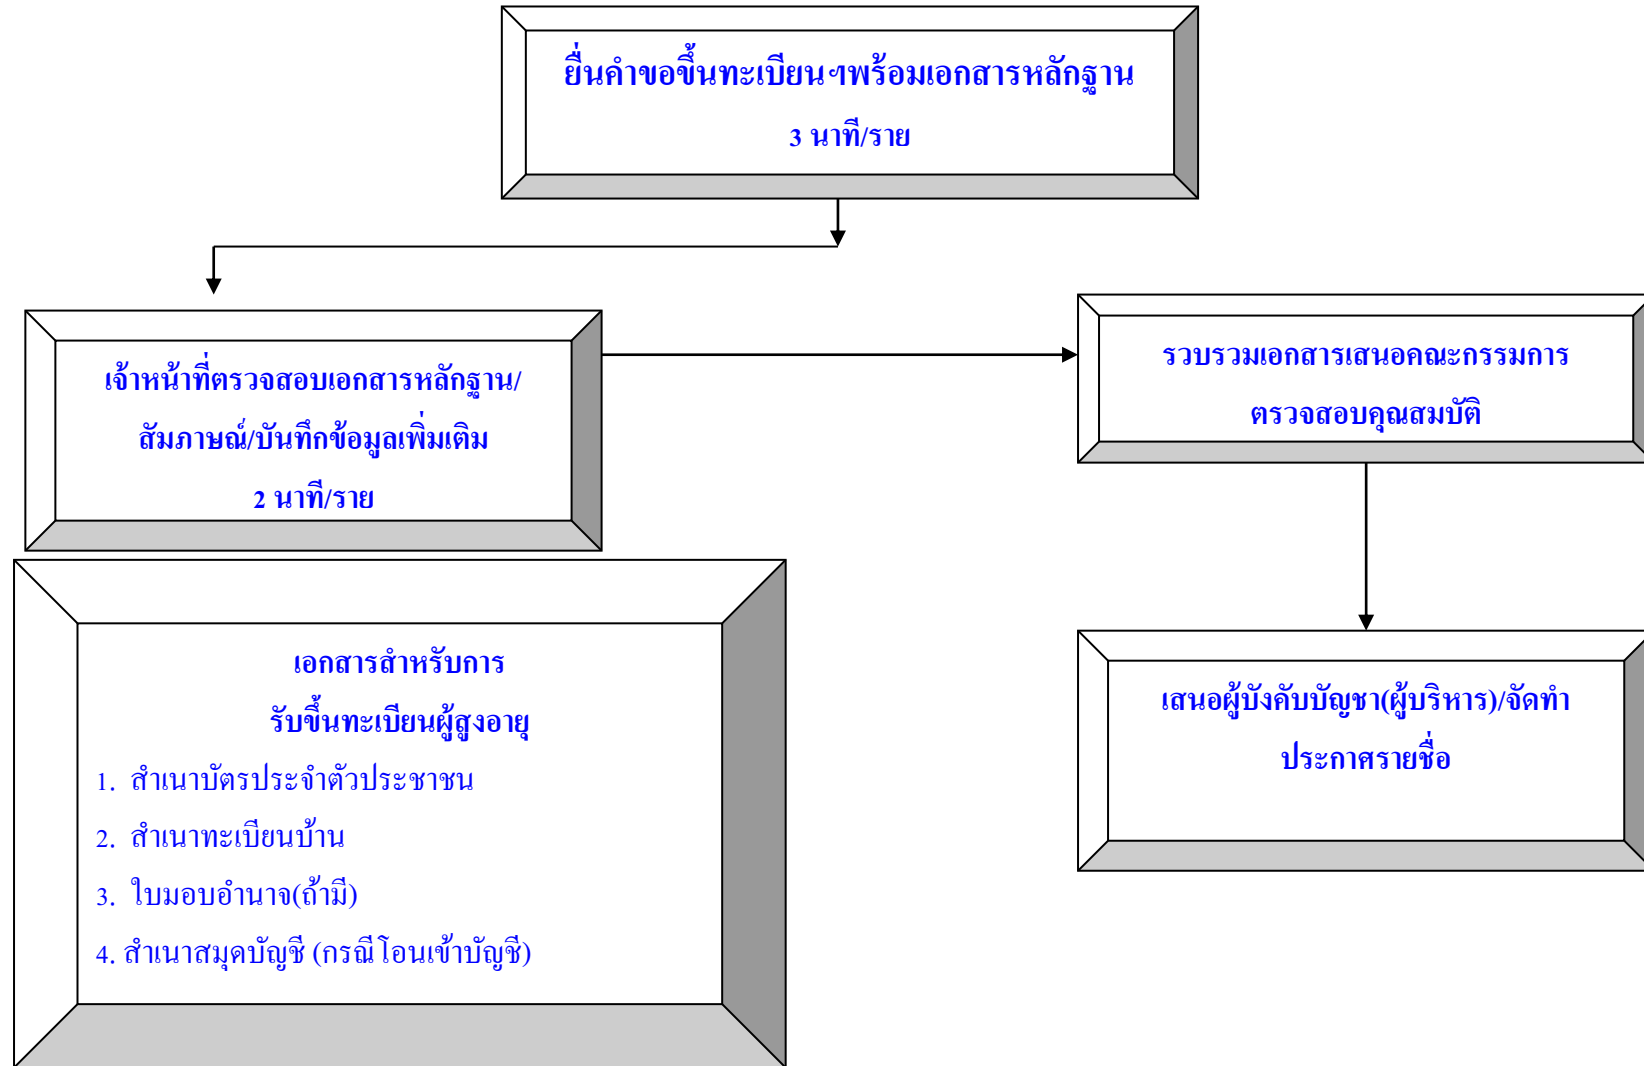 ยื่นคำขอขึ้นทะเบียนฯพร้อมเอกสารหลักฐาน
3 นาที/ราย
เจ้าหน้าที่ตรวจสอบเอกสารหลักฐาน/
สัมภาษณ์/บันทึกข้อมูลเพิ่มเติม
2 นาที/ราย
รวบรวมเอกสารเสนอคณะกรรมการ
ตรวจสอบคุณสมบัติ
เอกสารสำหรับการ
รับขึ้นทะเบียนผู้สูงอายุ
1. สำเนาบัตรประจำตัวประชาชน
2. สำเนาทะเบียนบ้าน
3. ใบมอบอำนาจ(ถ้ามี)
4. สำเนาสมุดบัญชี (กรณีโอนเข้าบัญชี)
เสนอผู้บังคับบัญชา(ผู้บริหาร)/จัดทำ
ประกาศรายชื่อ